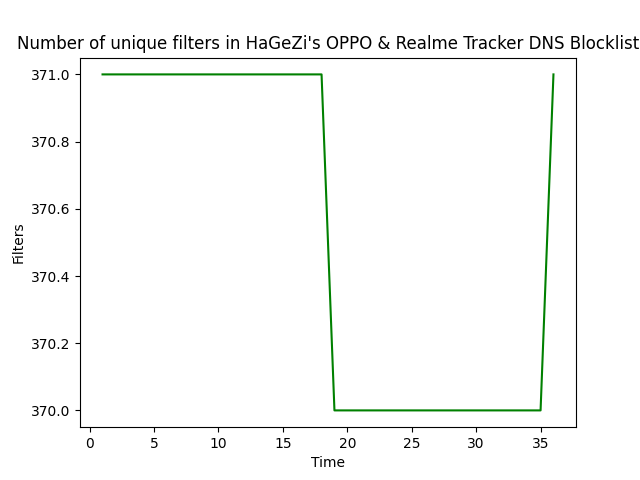 Number of unique filters in HaGeZi's OPPO & Realme Tracker DNS Blocklist
371.0
370.8
370.6
370.4
370.2
370.0
Filters
0 5 10 15 20 25 30 35
Time